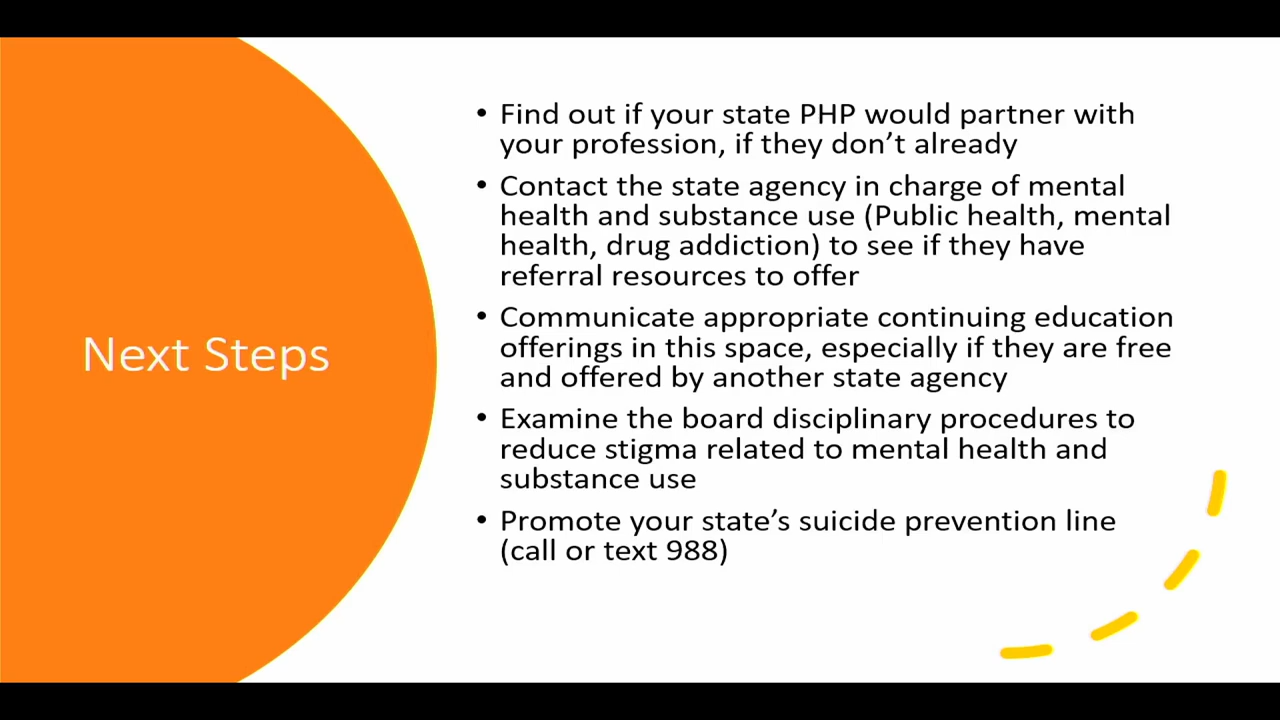 Next Steps
• Find out if your state PHP would partner with
your profession, if they don’t already
• Contact the state agency in charge of mental
health and substance use (Public health, mental
health, drug addiction) to see if they have
referral resources to offer
• Communicate appropriate continuing education
offerings in this space, especially if they are free
and offered by another state agency
• Examine the board disciplinary procedures to
reduce stigma related to mental health and
substance use
• Promote your state’s suicide prevention line
(call or text 988)